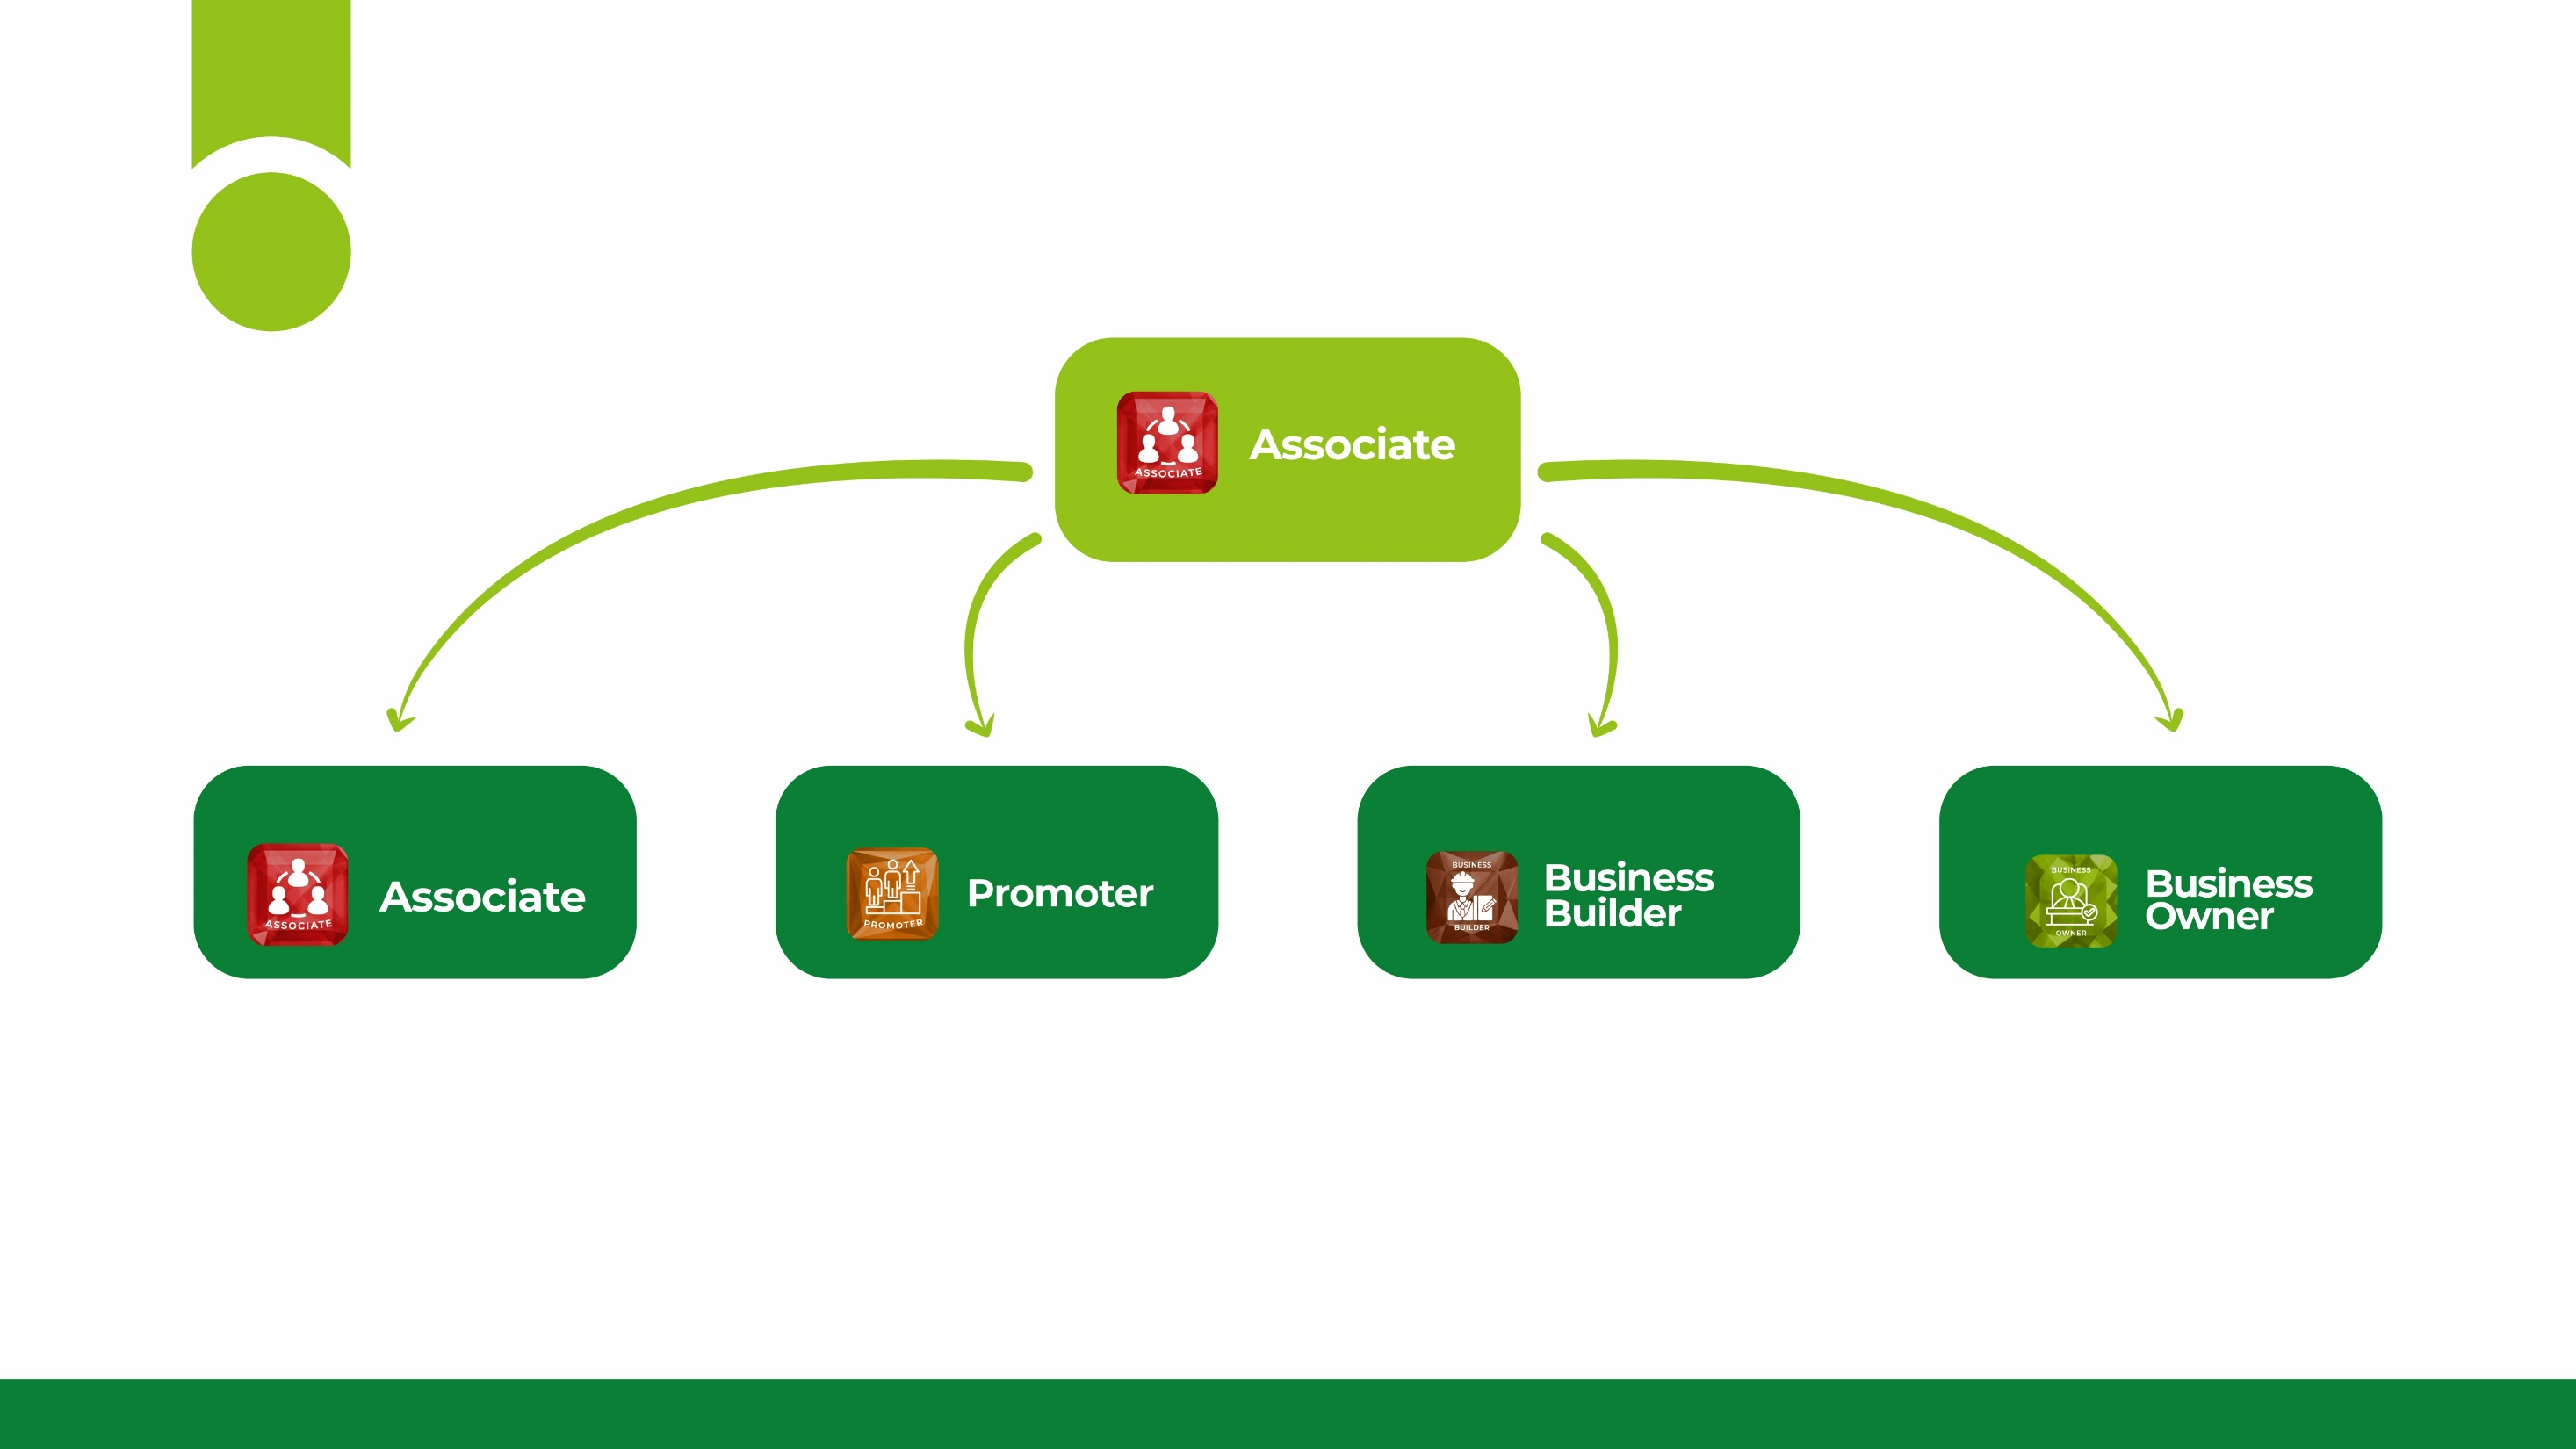 ASSOCIATE
Associate
ASSOCIATE
Associate
PROMOTER
Promoter
BUSINESS
BUILDER
Business
Builder
BUSINESS
OWNER
Business
Owner